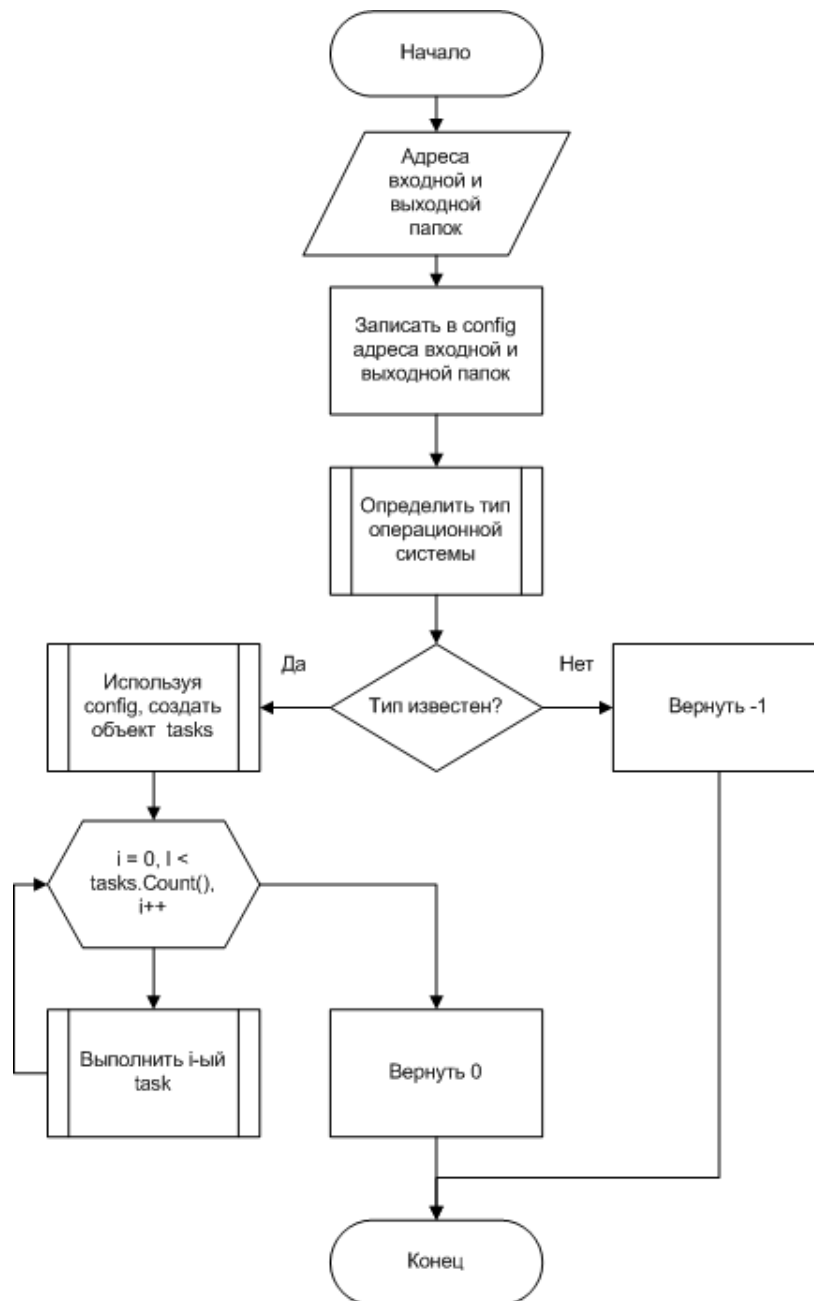 Начало
Адреса
входной и
выходной
папок
Записать в config
адреса входной и
выходной папок
Определить тип
операционной
системы
Да
Нет
Используя
config, создать
объект tasks
Тип известен?
Вернуть -1
i = 0, I <
tasks.Count(),
i++
Выполнить i-ый
task
Вернуть 0
Конец